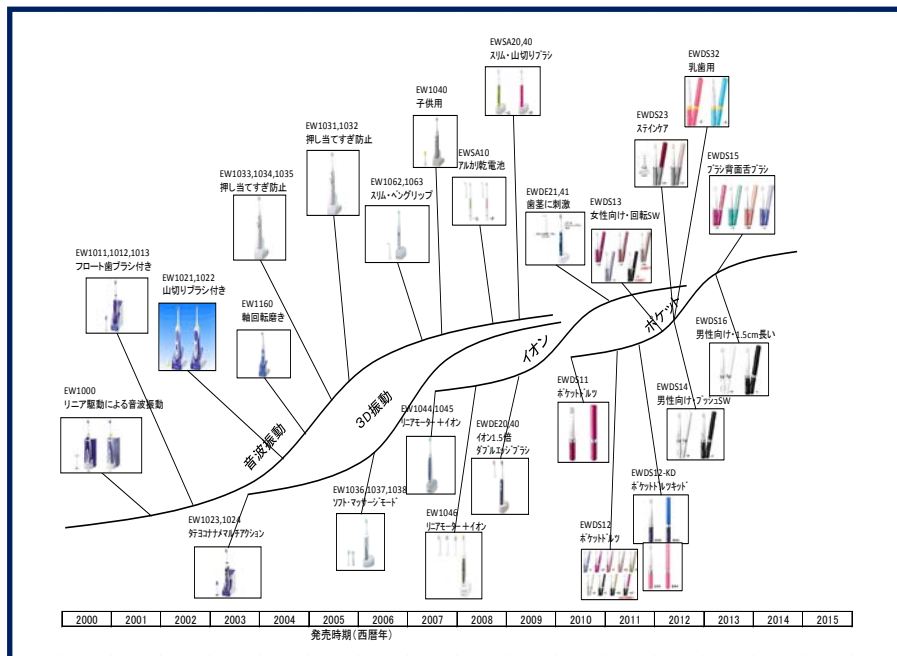 EWSA20,40
スリム・山切りブラシ
EWDS32
乳歯用
EW1040
子供用
EWDS23
ステインケア
EW1031,1032
押し当てすぎ防止
EWSA10
アルカリ乾電池
EWDS15
ブラシ背面舌ブラシ
EW1033,1034,1035
押し当てすぎ防止
EW1062,1063
スリム・ペングリップ
EWDE21,41
歯茎に刺激
EWDS13
女性向け・回転SW
EW1011,1012,1013
フロート歯ブラシ付き
EW1021,1022
山切りブラシ付き
EW1160
軸回転磨き
EWDS16
男性向け・1.5cm長い
EW1000
リニア駆動による音波振動
音波振動
3D振動
イオン
ポケット
EWDS11
ポケットドルツ
EWDS14
男性向け・プッシュSW
EW1044,1045
リニアモーター+イオン
EWDE20,40
イオン1.5倍
ダブルエッジブラシ
EWDS12-KD
ポケットドルツキッド
EW1036,1037,1038
ソフト・マッサージモード
EW1046
リニアモーター+イオン
EWDS12
ポケットドルツ
EW1023,1024
タテヨコナナメマルチアクション
2000 2001 2002 2003 2004 2005 2006 2007 2008 2009 2010 2011 2012 2013 2014 2015
発売時期(西暦年)